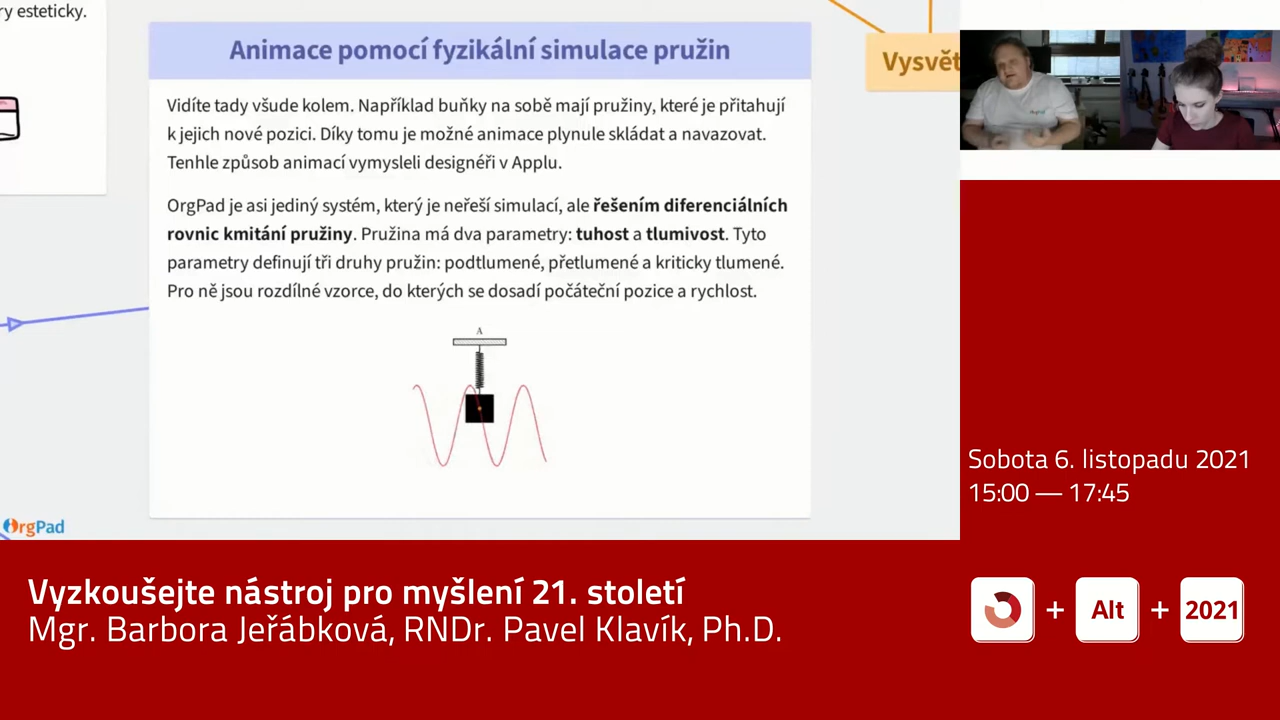 ry esteticky.
Animace pomocí fyzikální simulace pružin
Vidíte tady všude kolem. Například buňky na sobě mají pružiny, které je přitahují
k jejich nové pozici. Díky tomu je možné animace plynule skládat a navazovat.
Tenhle způsob animací vymysleli designéři v Applu.
OrgPad je asi jediný systém, který je neřeší simulací, ale řešením diferenciálních
rovnic kmitání pružiny. Pružina má dva parametry: tuhost a tlumivost. Tyto
parametry definují tři druhy pružin: podtlumené, přetlumené a kriticky tlumené.
Pro ně jsou rozdílné vzorce, do kterých se dosadí počáteční pozice a rychlost.
A
Vysvět
OrgPad
Sobota 6. listopadu 2021
15:00 — 17:45
Vyzkoušejte nástroj pro myšlení 21. století
Mgr. Barbora Jeřábková, RNDr. Pavel Klavík, Ph.D.
+ Alt + 2021